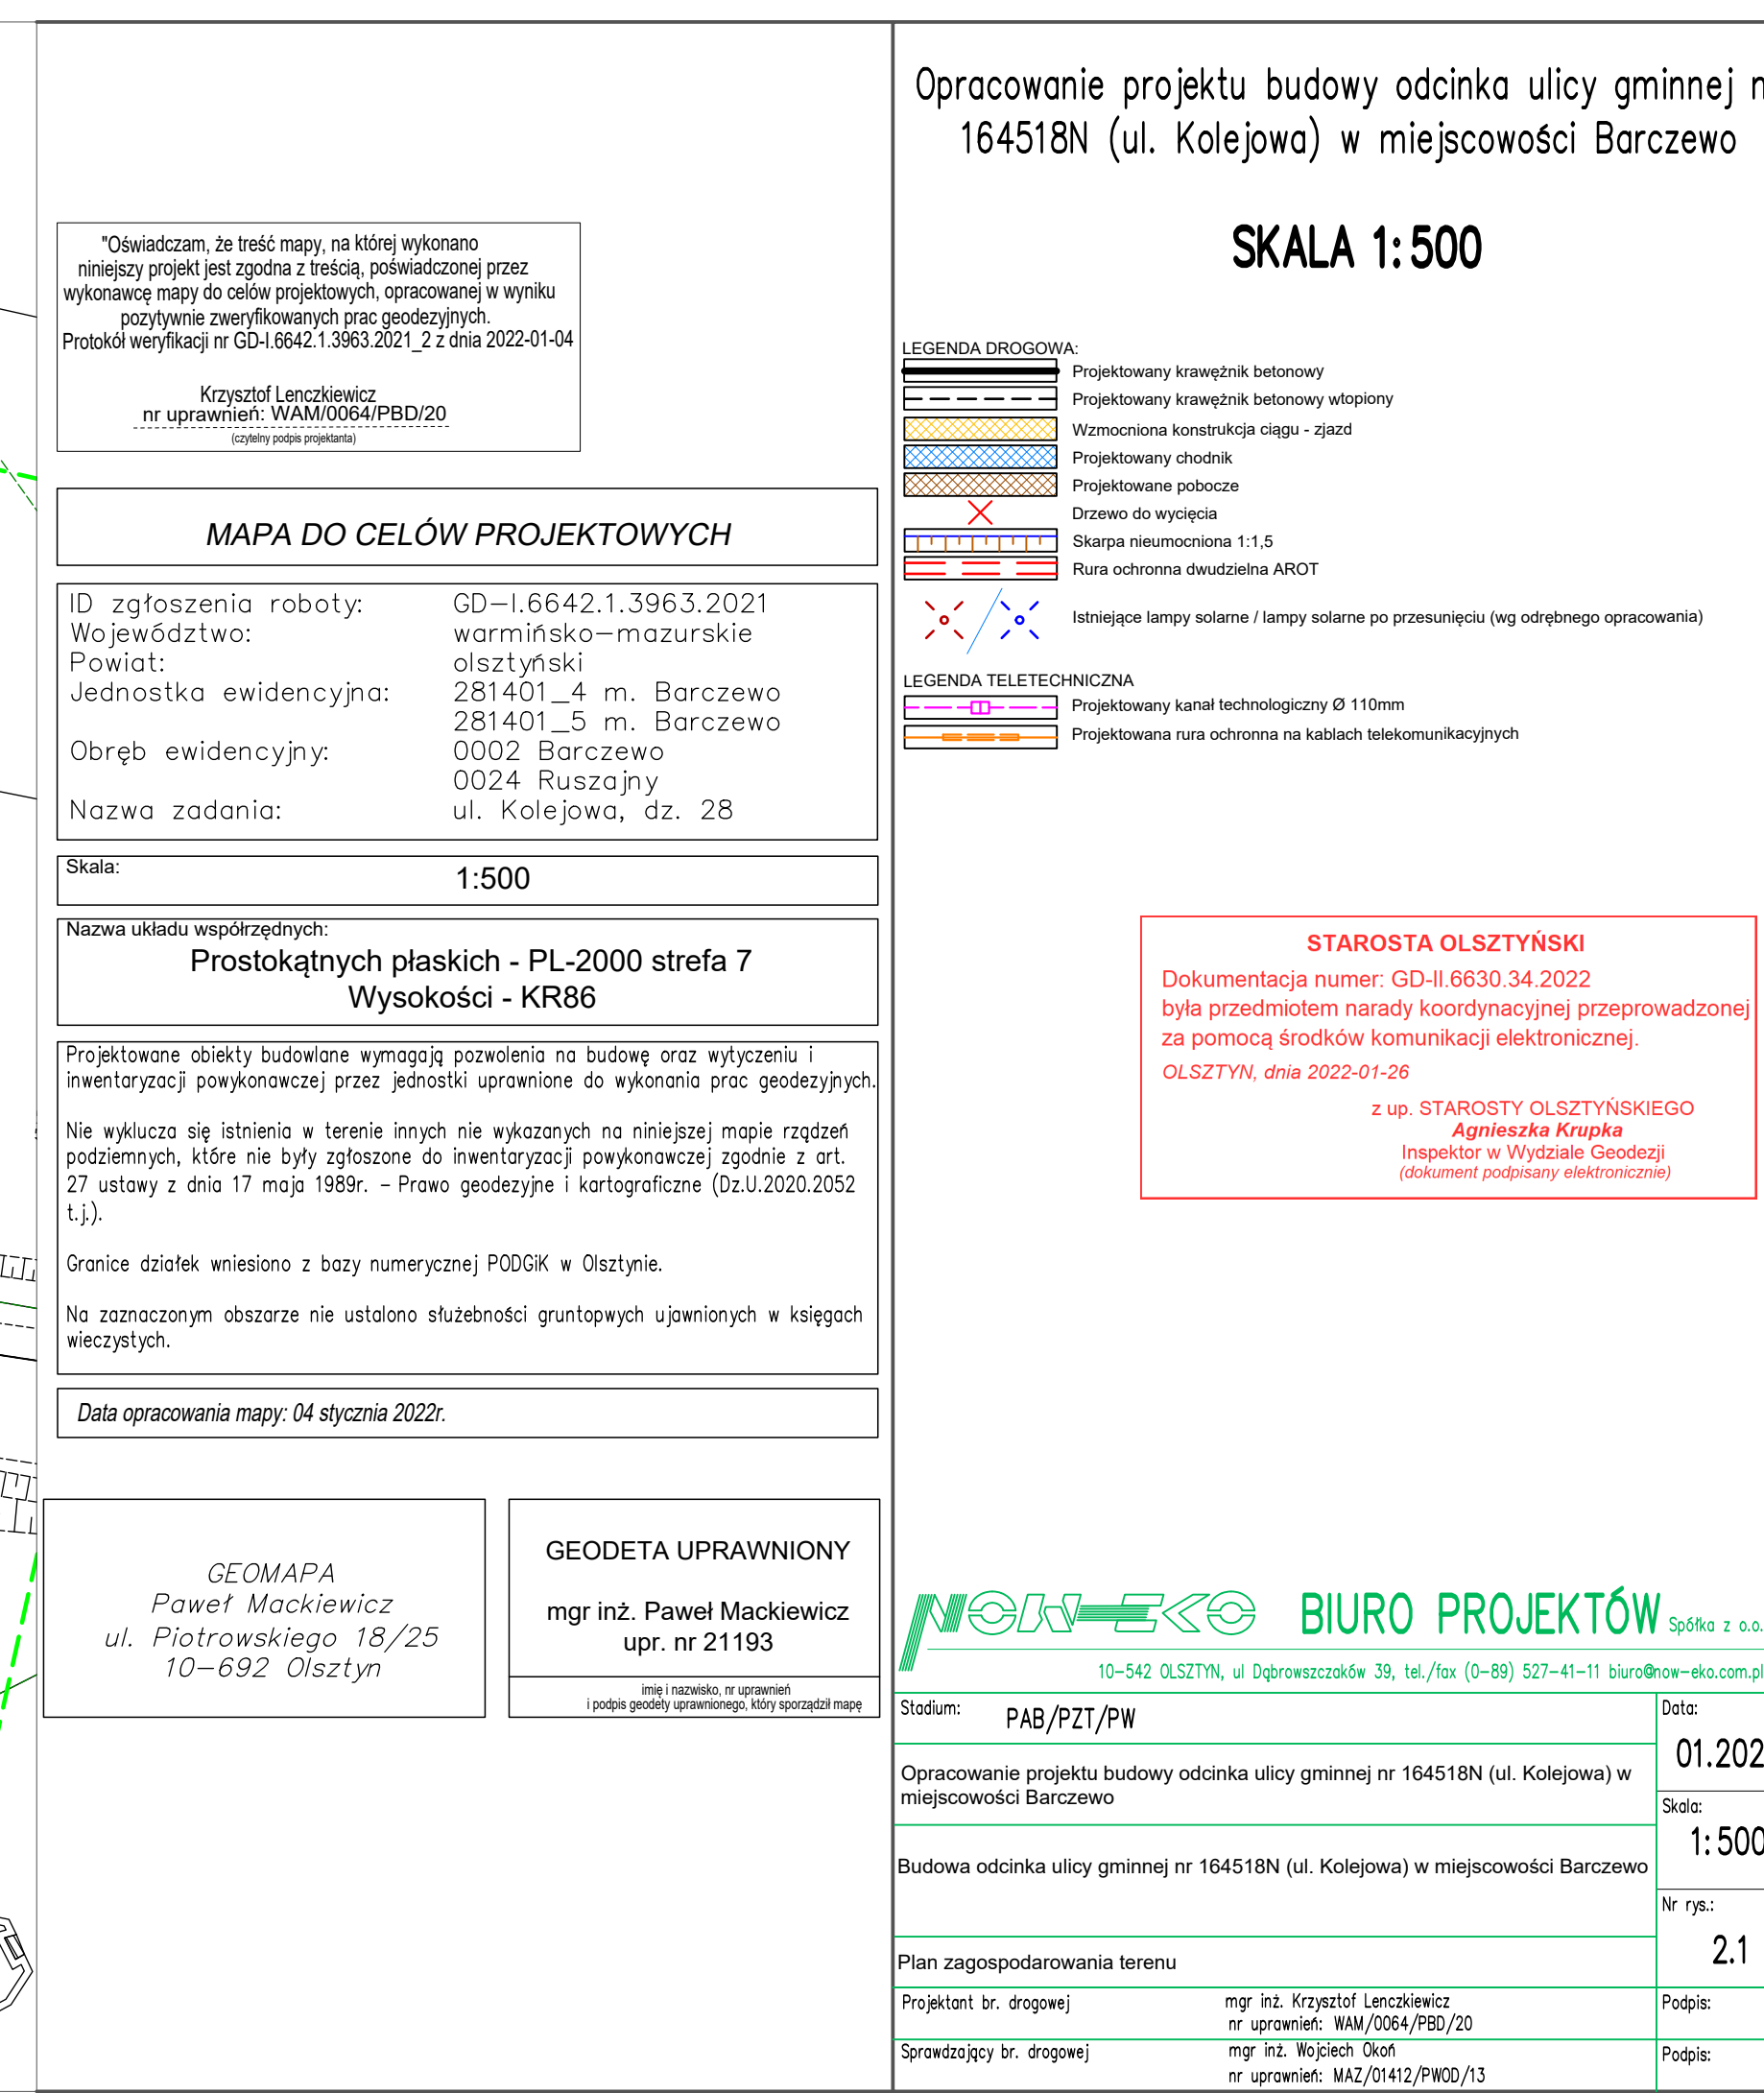 "Oświadczam, że treść mapy, na której wykonano
niniejszy projekt jest zgodna z treścią, poświadczonej przez
wykonawcę mapy do celów projektowych, opracowanej w wyniku
pozytywnie zweryfikowanych prac geodezyjnych.
Protokół weryfikacji nr GD-I.6642.1.3963.2021_2 z dnia 2022-01-04
Krzysztof Lenczkiewicz
nr uprawnień: WAM/0064/PBD/20
(czytelny podpis projektanta)
MAPA DO CELÓW PROJEKTOWYCH
ID zgłoszenia roboty: GD-I.6642.1.3963.2021
Województwo: warmińsko-mazurskie
Powiat: olsztyński
Jednostka ewidencyjna: 281401_4 m. Barczewo
281401_5 m. Barczewo
Obręb ewidencyjny: 0002 Barczewo
0024 Ruszajny
Nazwa zadania: ul. Kolejowa, dz. 28
Skala: 1:500
Nazwa układu współrzędnych:
Prostokątnych płaskich - PL-2000 strefa 7
Wysokości - KR86
Projektowane obiekty budowlane wymagają pozwolenia na budowę oraz wytyczeniu i
inwentaryzacji powykonawczej przez jednostki uprawnione do wykonania prac geodezyjnych.
Nie wyklucza się istnienia w terenie innych nie wykazanych na niniejszej mapie rządzeń
podziemnych, które nie były zgłoszone do inwentaryzacji powykonawczej zgodnie z art.
27 ustawy z dnia 17 maja 1989r. – Prawo geodezyjne i kartograficzne (Dz.U.2020.2052
t.j.).
Granice działek wniesiono z bazy numerycznej PODGiK w Olsztynie.
Na zaznaczonym obszarze nie ustalono służebności gruntopwych ujawnionych w księgach
wieczystych.
Data opracowania mapy: 04 stycznia 2022r.
GEOMAPA
Paweł Mackiewicz
ul. Piotrowskiego 18/25
10-692 Olsztyn
GEODETA UPRAWNIONY
mgr inż. Paweł Mackiewicz
upr. nr 21193
imię i nazwisko, nr uprawnień
i podpis geodety uprawnionego, który sporządził mapę
Opracowanie projektu budowy odcinka ulicy gminnej n
164518N (ul. Kolejowa) w miejscowości Barczewo
SKALA 1:500
LEGENDA DROGOWA:
Projektowany krawężnik betonowy
Projektowany krawężnik betonowy wtopiony
Wzmocniona konstrukcja ciągu - zjazd
Projektowany chodnik
Projektowane pobocze
Drzewo do wycięcia
Skarpa nieumocniona 1:1,5
Rura ochronna dwudzielna AROT
Istniejące lampy solarne / lampy solarne po przesunięciu (wg odrębnego opracowania)
LEGENDA TELETECHNICZNA
Projektowany kanał technologiczny Ø 110mm
Projektowana rura ochronna na kablach telekomunikacyjnych
STAROSTA OLSZTYŃSKI
Dokumentacja numer: GD-II.6630.34.2022
była przedmiotem narady koordynacyjnej przeprowadzonej
za pomocą środków komunikacji elektronicznej.
OLSZTYN, dnia 2022-01-26
z up. STAROSTY OLSZTYŃSKIEGO
Agnieszka Krupka
Inspektor w Wydziale Geodezji
(dokument podpisany elektronicznie)
NOW-EKO BIURO PROJEKTÓW Spółka z o.o.
10-542 OLSZTYN, ul Dąbrowszczaków 39, tel./fax (0-89) 527-41-11 biuro@now-eko.com.pl
Stadium: PAB/PZT/PW
Data:
01.202
Opracowanie projektu budowy odcinka ulicy gminnej nr 164518N (ul. Kolejowa) w
miejscowości Barczewo
Skala:
1:500
Budowa odcinka ulicy gminnej nr 164518N (ul. Kolejowa) w miejscowości Barczewo
Nr rys.:
2.1
Plan zagospodarowania terenu
Projektant br. drogowej mgr inż. Krzysztof Lenczkiewicz Podpis:
nr uprawnień: WAM/0064/PBD/20
Sprawdzający br. drogowej mgr inż. Wojciech Okoń Podpis:
nr uprawnień: MAZ/01412/PWOD/13